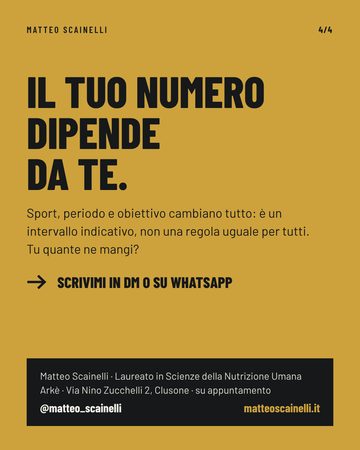 MATTEO SCAINELLI
4/4
IL TUO NUMERO
DIPENDE
DA TE.
Sport, periodo e obiettivo cambiano tutto: è un
intervallo indicativo, non una regola uguale per tutti.
Tu quante ne mangi?
→ SCRIVIMI IN DM O SU WHATSAPP
Matteo Scainelli · Laureato in Scienze della Nutrizione Umana
Arkè · Via Nino Zucchelli 2, Clusone · su appuntamento
@matteo_scainelli
matteoscainelli.it